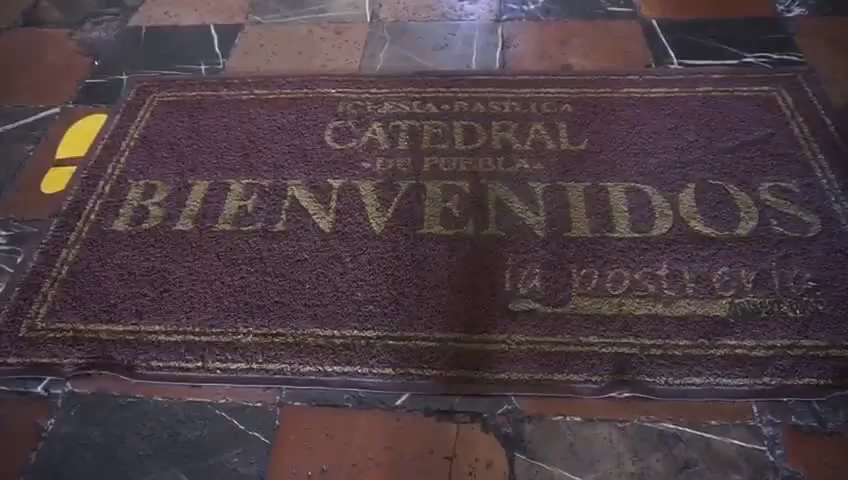 IGLESIA•BASILICA
CATEDRAL
•DE PUEBLA•
BIENVENIDOS
la postrería